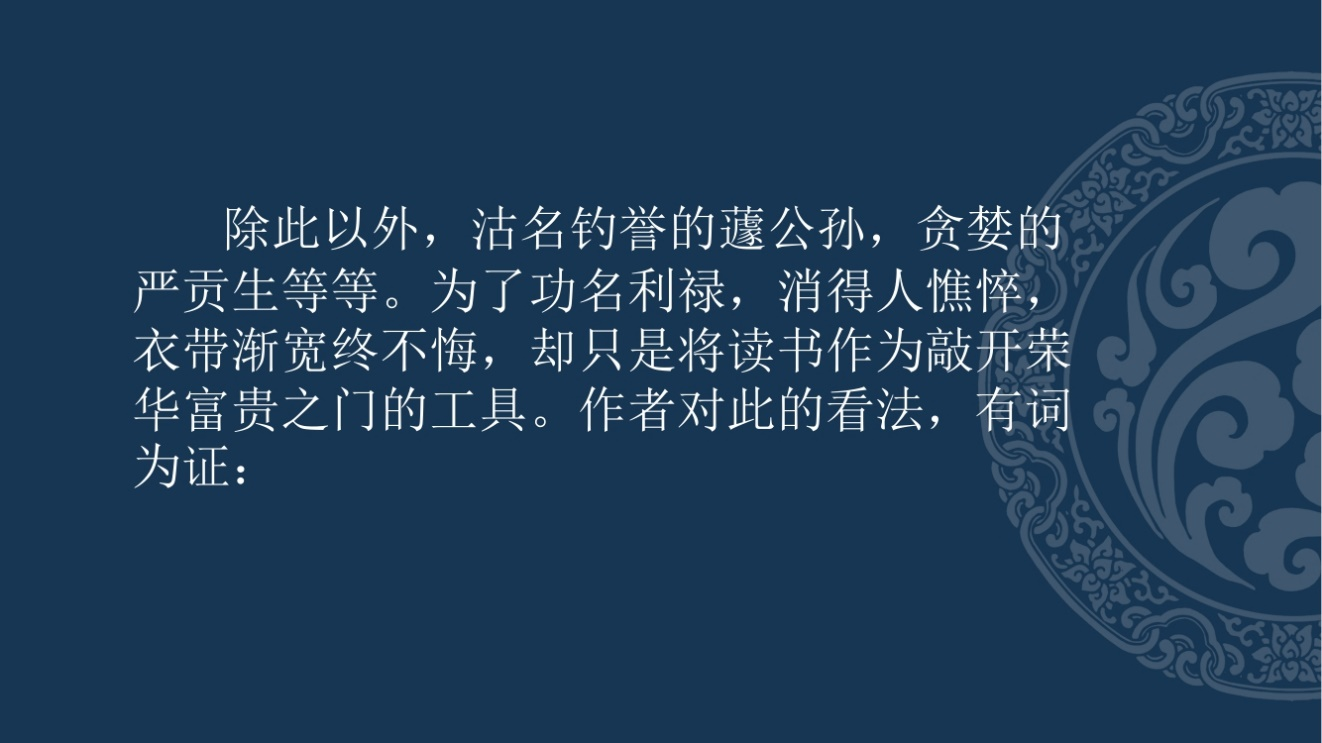 除此以外，沽名钓誉的蘧公孙，贪婪的
严贡生等等。为了功名利禄，消得人憔悴，
衣带渐宽终不悔，却只是将读书作为敲开荣
华富贵之门的工具。作者对此的看法，有词
为证：